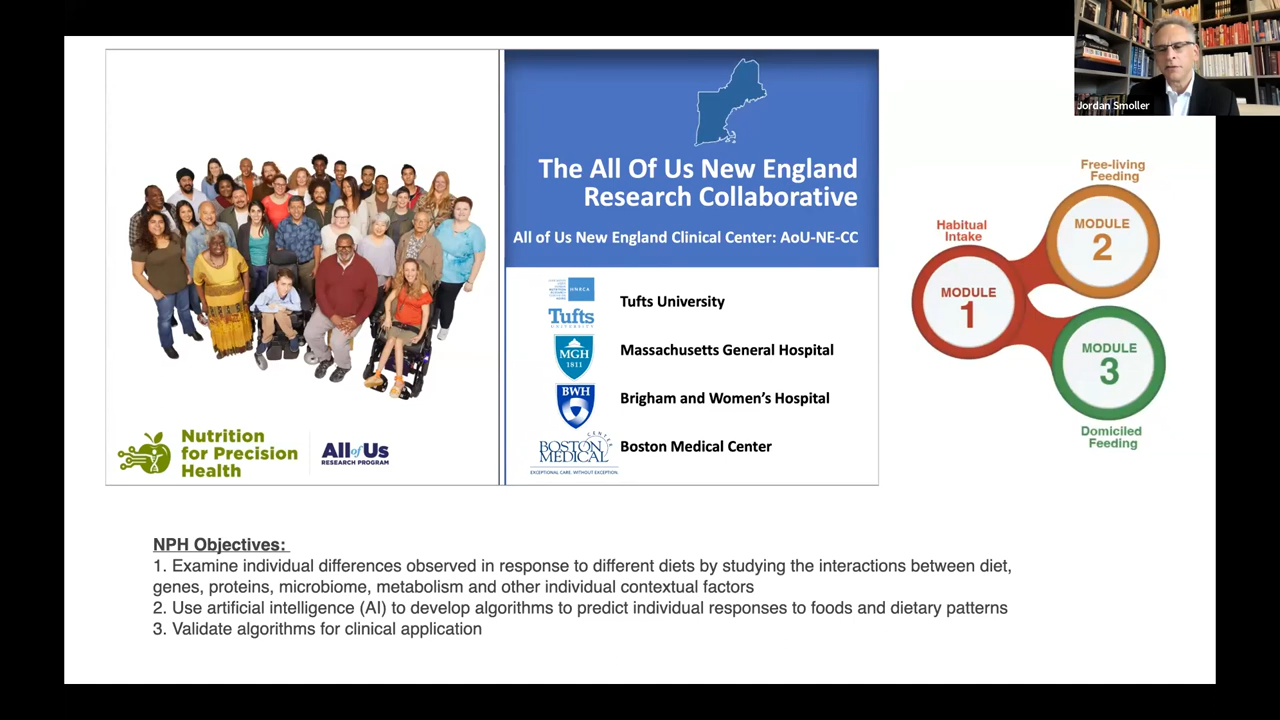 Jordan Smoller
The All Of Us New England
Research Collaborative
All of Us New England Clinical Center: AoU-NE-CC
HNRCA
Tufts
UNIVERSITY
Tufts University
MGH
1811
Massachusetts General Hospital
BWH
Brigham and Women's Hospital
BOSTON
MEDICAL
CENTER
EXCEPTIONAL CARE. WITHOUT EXCEPTION.
Boston Medical Center
Nutrition
for Precision
Health
All of Us
RESEARCH PROGRAM
Habitual
Intake
MODULE
1
Free-living
Feeding
MODULE
2
MODULE
3
Domiciled
Feeding
NPH Objectives:
1. Examine individual differences observed in response to different diets by studying the interactions between diet,
genes, proteins, microbiome, metabolism and other individual contextual factors
2. Use artificial intelligence (AI) to develop algorithms to predict individual responses to foods and dietary patterns
3. Validate algorithms for clinical application